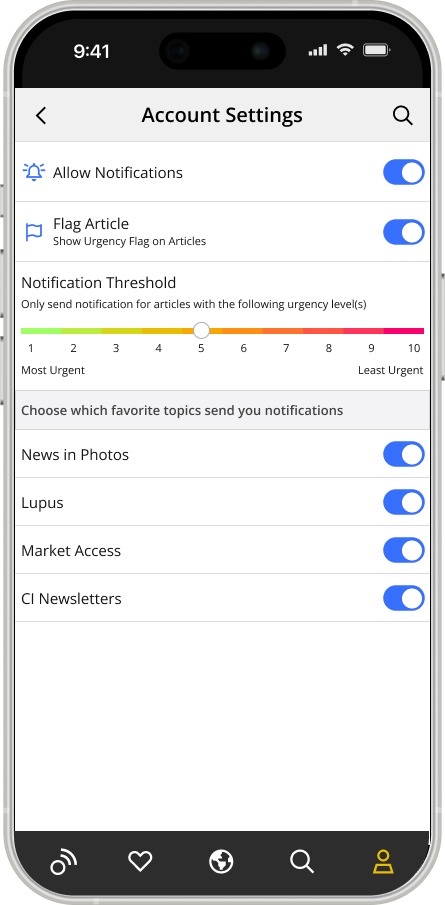 9:41
Account Settings
Allow Notifications
Flag Article
Show Urgency Flag on Articles
Notification Threshold
Only send notification for articles with the following urgency level(s)
1 2 3 4 5 6 7 8 9 10
Most Urgent Least Urgent
Choose which favorite topics send you notifications
News in Photos
Lupus
Market Access
CI Newsletters